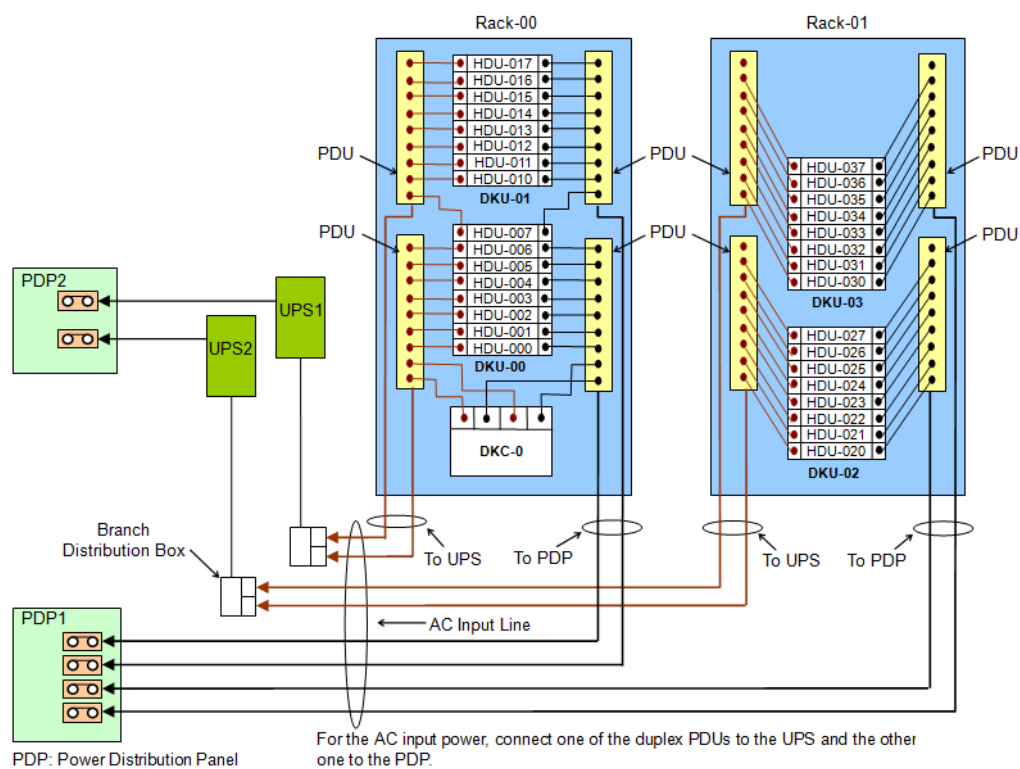 Rack-00
Rack-01
HDU-017
HDU-016
HDU-015
HDU-014
HDU-013
HDU-012
HDU-011
HDU-010
DKU-01
PDU
PDU
PDU
HDU-037
HDU-036
HDU-035
HDU-034
HDU-033
HDU-032
HDU-031
HDU-030
DKU-03
PDU
PDU
PDU
HDU-007
HDU-006
HDU-005
HDU-004
HDU-003
HDU-002
HDU-001
HDU-000
DKU-00
HDU-027
HDU-026
HDU-025
HDU-024
HDU-023
HDU-022
HDU-021
HDU-020
DKU-02
PDP2
UPS1
UPS2
DKC-0
Branch
Distribution Box
To UPS
To PDP
To UPS
To PDP
PDP1
AC Input Line
PDP: Power Distribution Panel
For the AC input power, connect one of the duplex PDUs to the UPS and the other
one to the PDP.